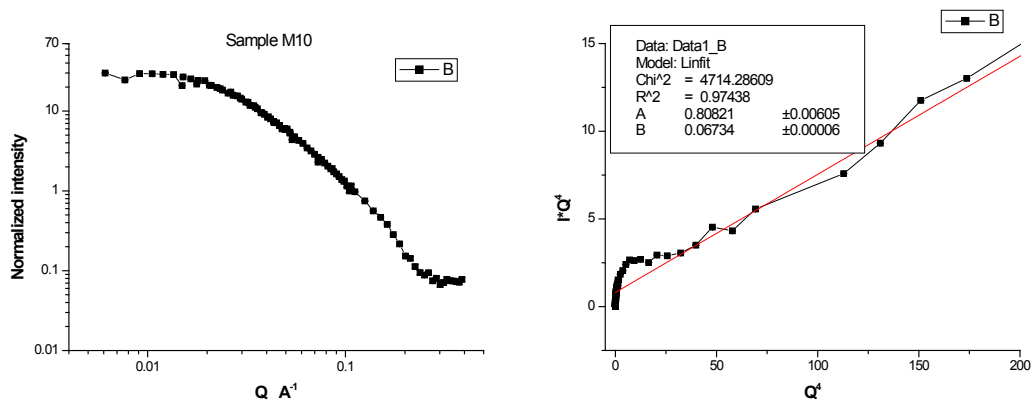 Sample M10
B
Normalized intensity
70
10
1
0.1
0.01
0.01
0.1
Q A⁻¹
B
Data: Data1_B
Model: Linfit
Chi^2 = 4714.28609
R^2 = 0.97438
A 0.80821 ±0.00605
B 0.06734 ±0.00006
I*Q⁴
15
10
5
0
0
50
100
150
200
Q⁴